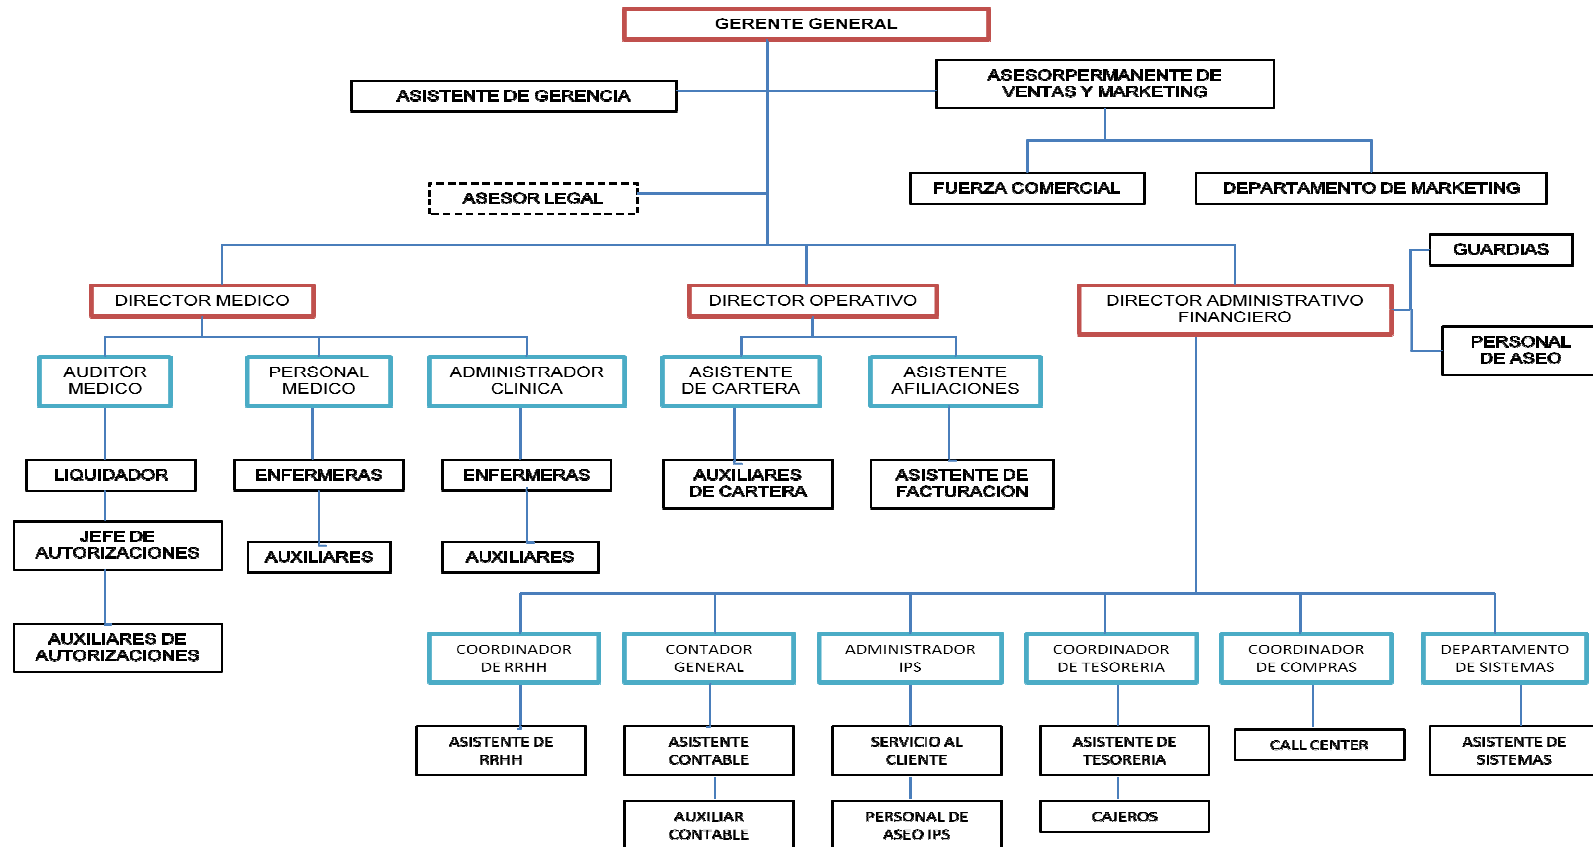 GERENTE GENERAL
ASISTENTE DE GERENCIA
ASESORPERMANENTE DE
VENTAS Y MARKETING
ASESOR LEGAL
FUERZA COMERCIAL
DEPARTAMENTO DE MARKETING
GUARDIAS
DIRECTOR MEDICO
DIRECTOR OPERATIVO
DIRECTOR ADMINISTRATIVO
FINANCIERO
PERSONAL
DE ASEO
AUDITOR
MEDICO
PERSONAL
MEDICO
ADMINISTRADOR
CLINICA
ASISTENTE
DE CARTERA
ASISTENTE
AFILIACIONES
LIQUIDADOR
ENFERMERAS
ENFERMERAS
AUXILIARES
DE CARTERA
ASISTENTE DE
FACTURACION
JEFE DE
AUTORIZACIONES
AUXILIARES
AUXILIARES
AUXILIARES DE
AUTORIZACIONES
COORDINADOR
DE RRHH
CONTADOR
GENERAL
ADMINISTRADOR
IPS
COORDINADOR
DE TESORERIA
COORDINADOR
DE COMPRAS
DEPARTAMENTO
DE SISTEMAS
ASISTENTE DE
RRHH
ASISTENTE
CONTABLE
SERVICIO AL
CLIENTE
ASISTENTE DE
TESORERIA
CALL CENTER
ASISTENTE DE
SISTEMAS
AUXILIAR
CONTABLE
PERSONAL DE
ASEO IPS
CAJEROS